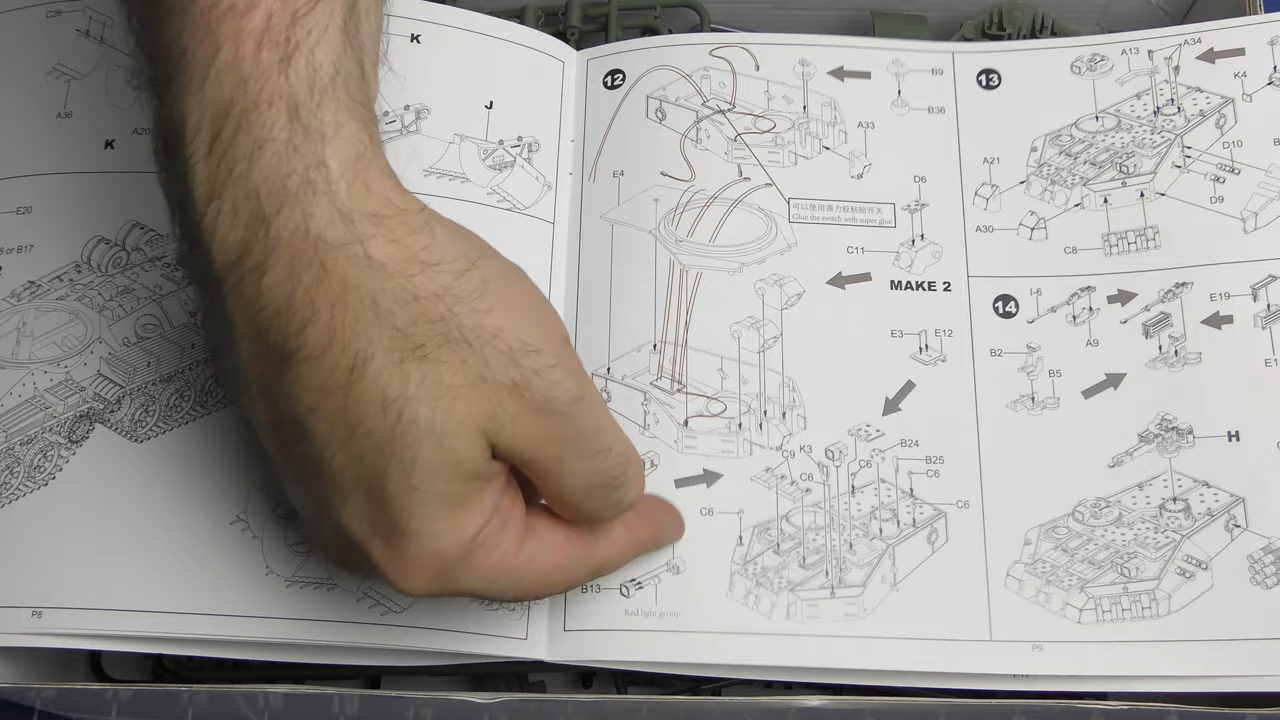 C26
K
A36
A20
K
J
E20
6 or B17
P8
12
B9
B36
A33
E4
D6
可以使用强力胶粘贴开关
Glue the switch with super glue
C11
MAKE 2
E3
E12
B24
K3
C9
B25
C6
C6
C6
C6
C6
B13
Red light group
13
A13
A34
K4
D10
A21
D9
A30
C8
14
I-6
E19
A9
B2
B5
H
P9